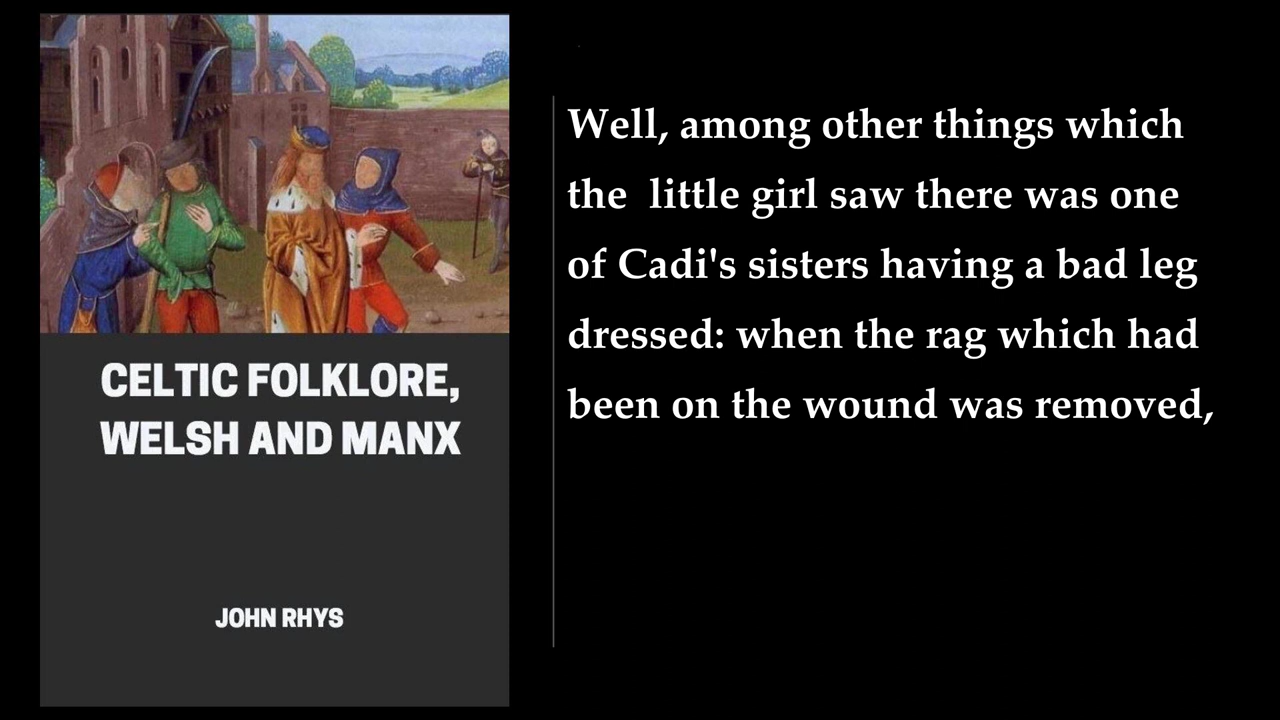 CELTIC FOLKLORE,
WELSH AND MANX
JOHN RHYS
Well, among other things which
the  little girl saw there was one
of Cadi's sisters having a bad leg
dressed: when the rag which had
been on the wound was removed,